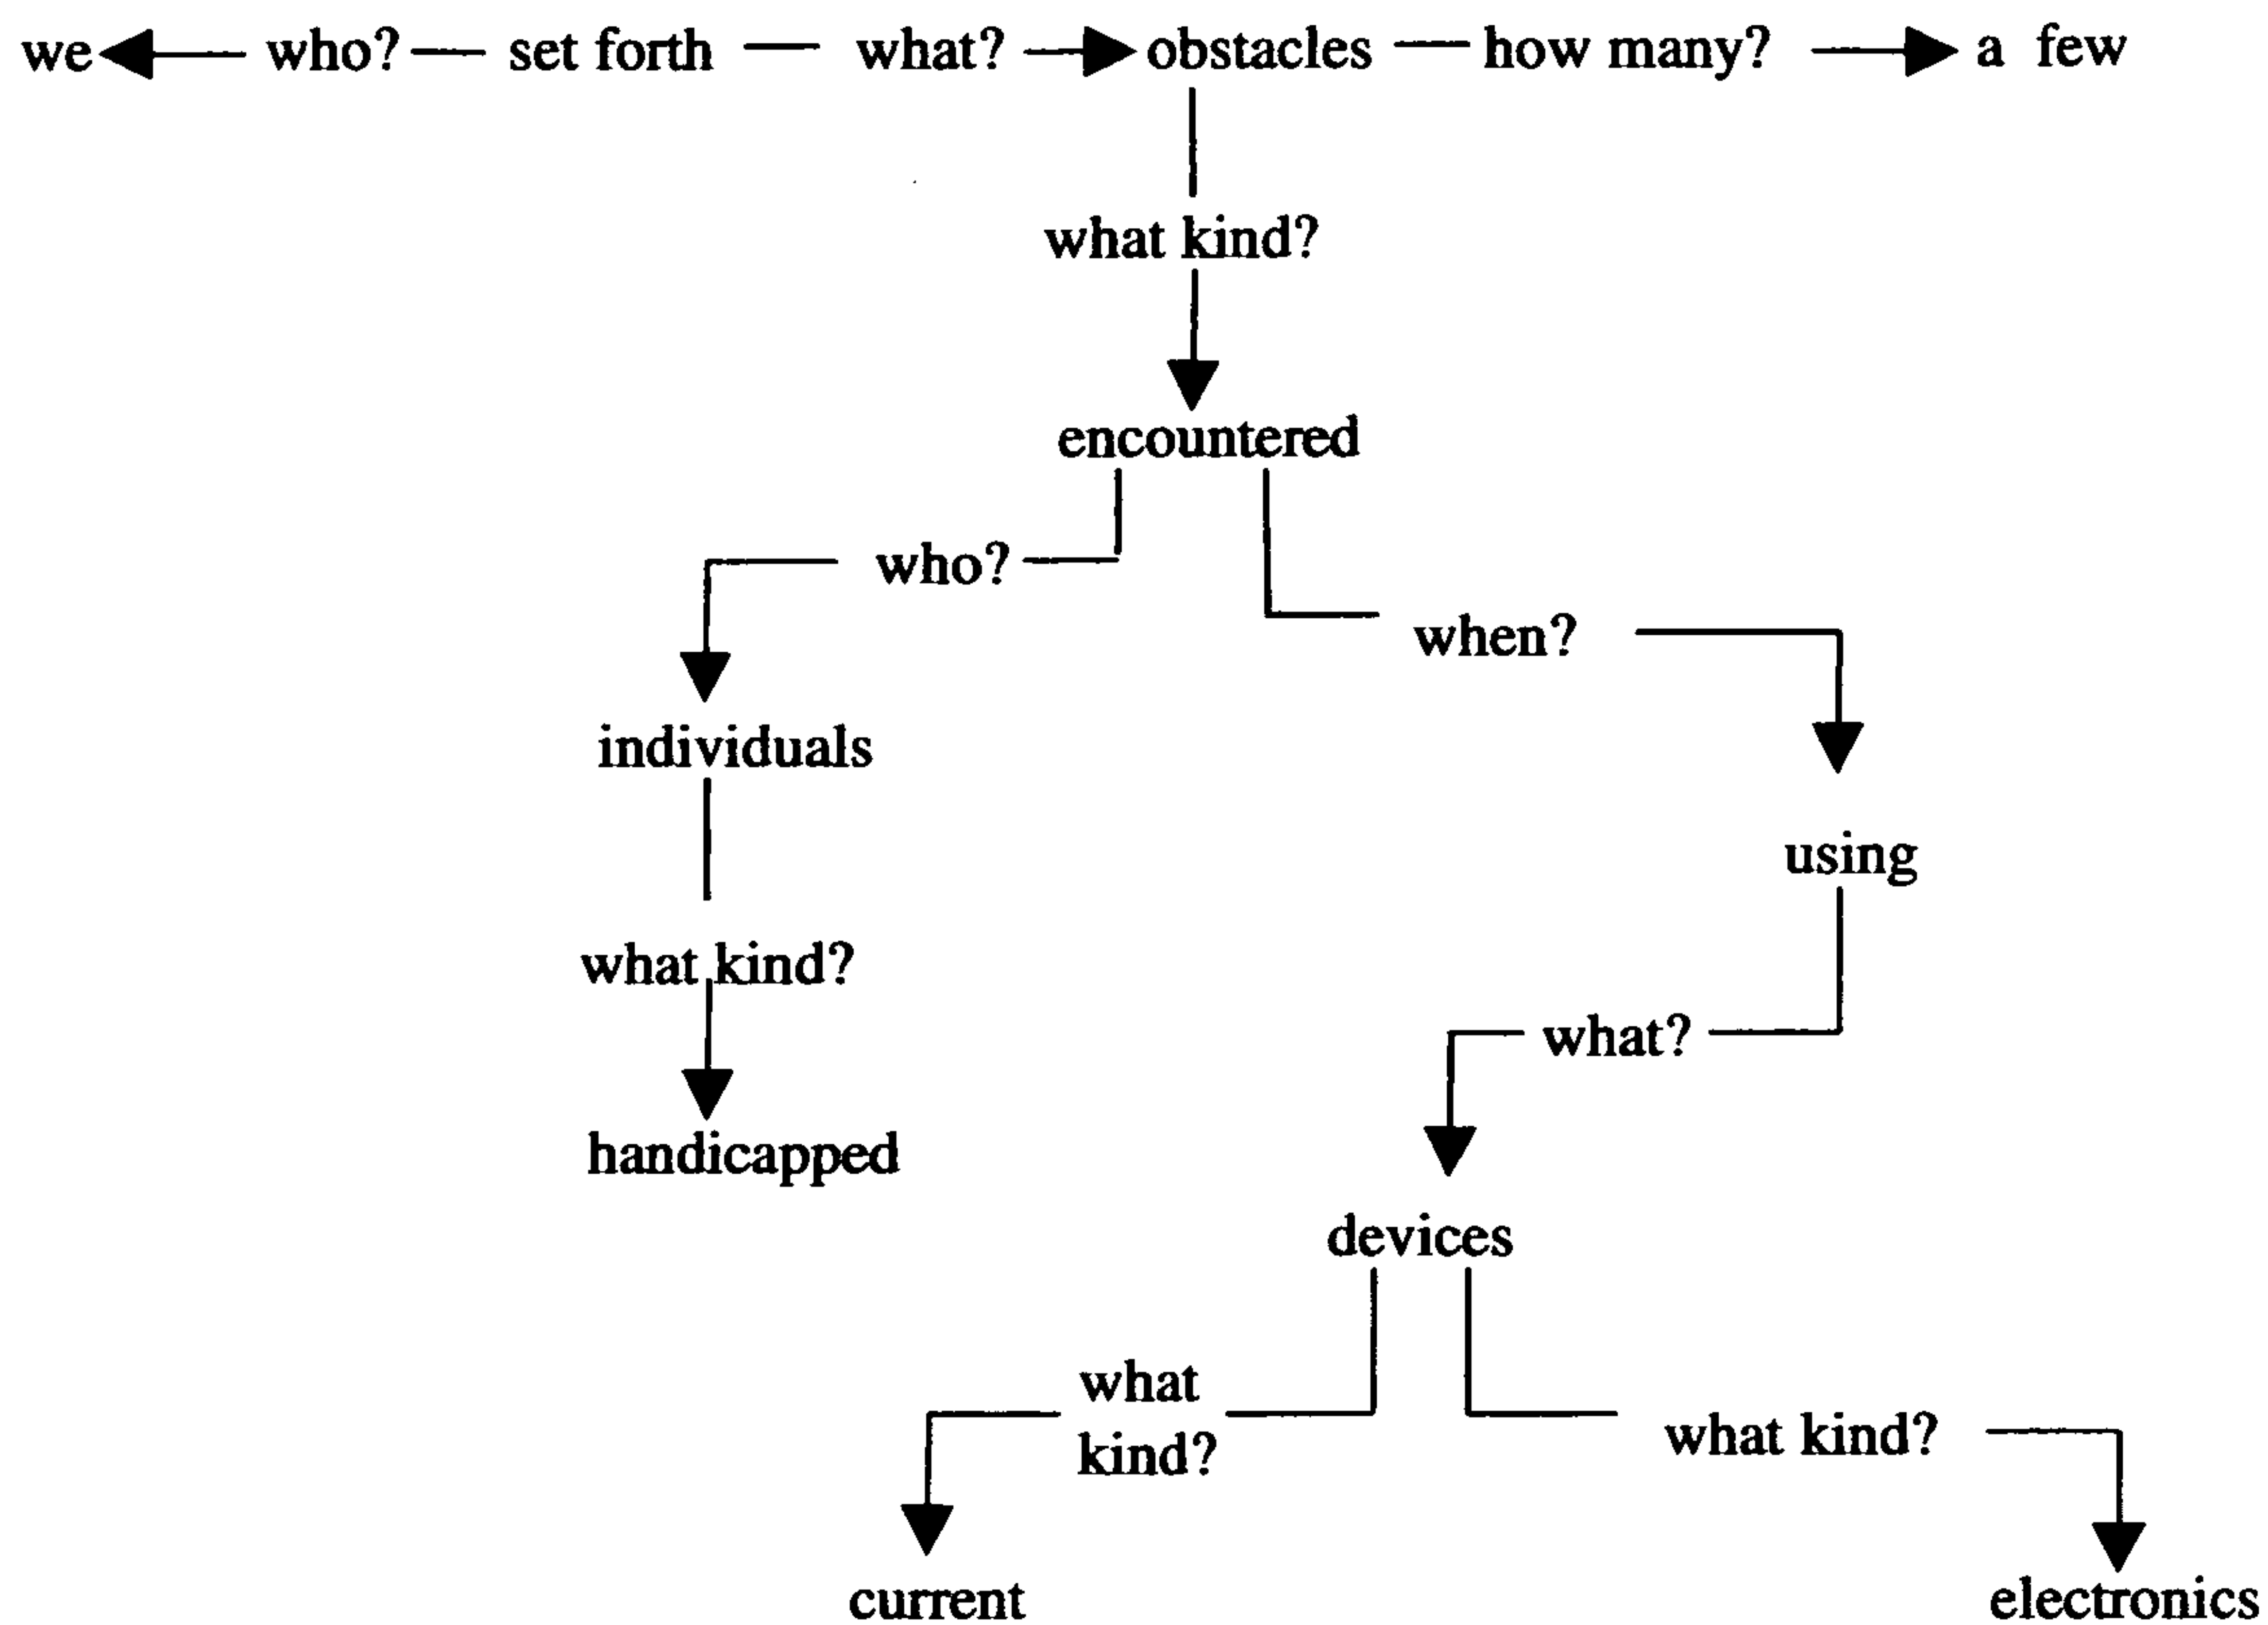 we who? set forth what? obstacles how many? a few
what kind?
encountered
who?
when?
individuals
using
what kind?
what?
handicapped
devices
what
kind?
what kind?
current
electronics